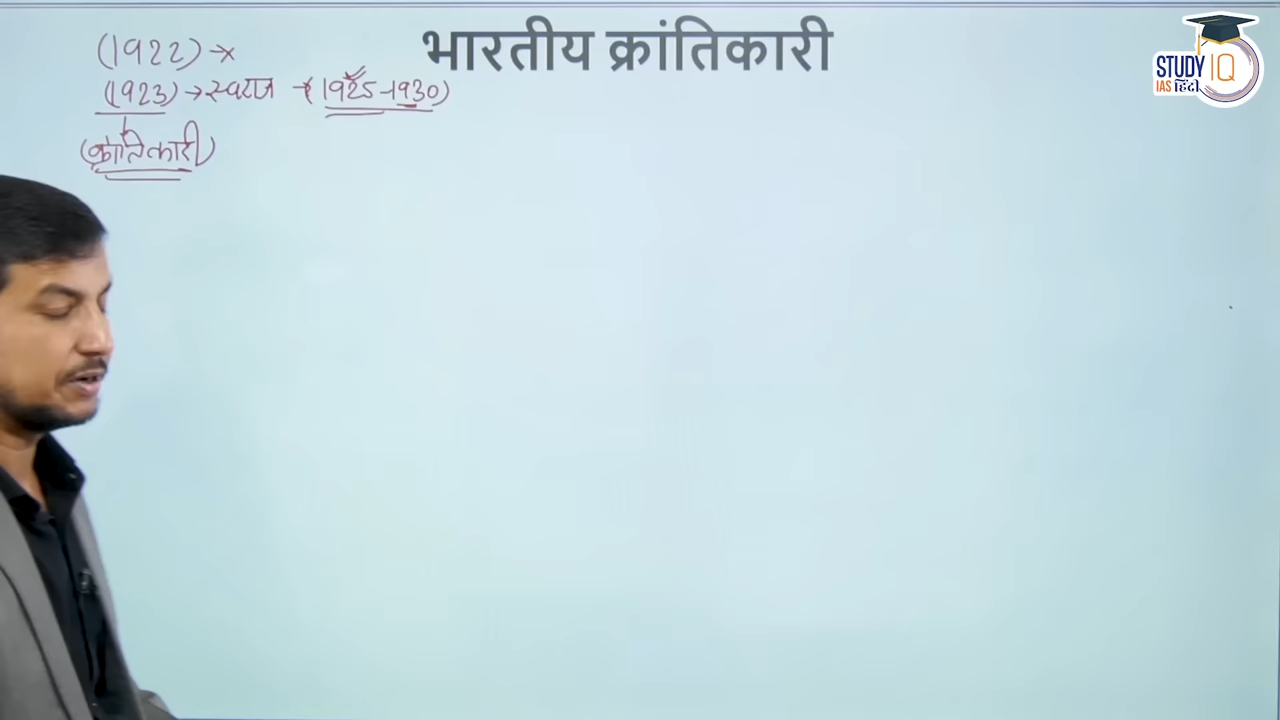 भारतीय क्रांतिकारी
(1922) → ×
(1923) → स्वराज → (1925-1930)
(क्रांतिकारी)
STUDY IQ
IAS हिंदी